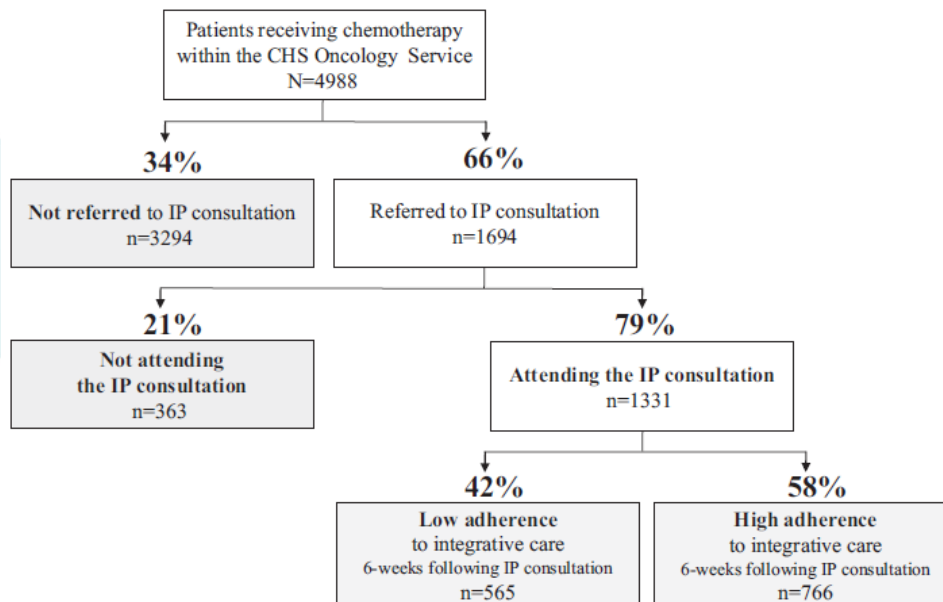 Patients receiving chemotherapy
within the CHS Oncology Service
N=4988
34%
66%
Not referred to IP consultation
n=3294
Referred to IP consultation
n=1694
21%
79%
Not attending
the IP consultation
n=363
Attending the IP consultation
n=1331
42%
58%
Low adherence
to integrative care
6-weeks following IP consultation
n=565
High adherence
to integrative care
6-weeks following IP consultation
n=766